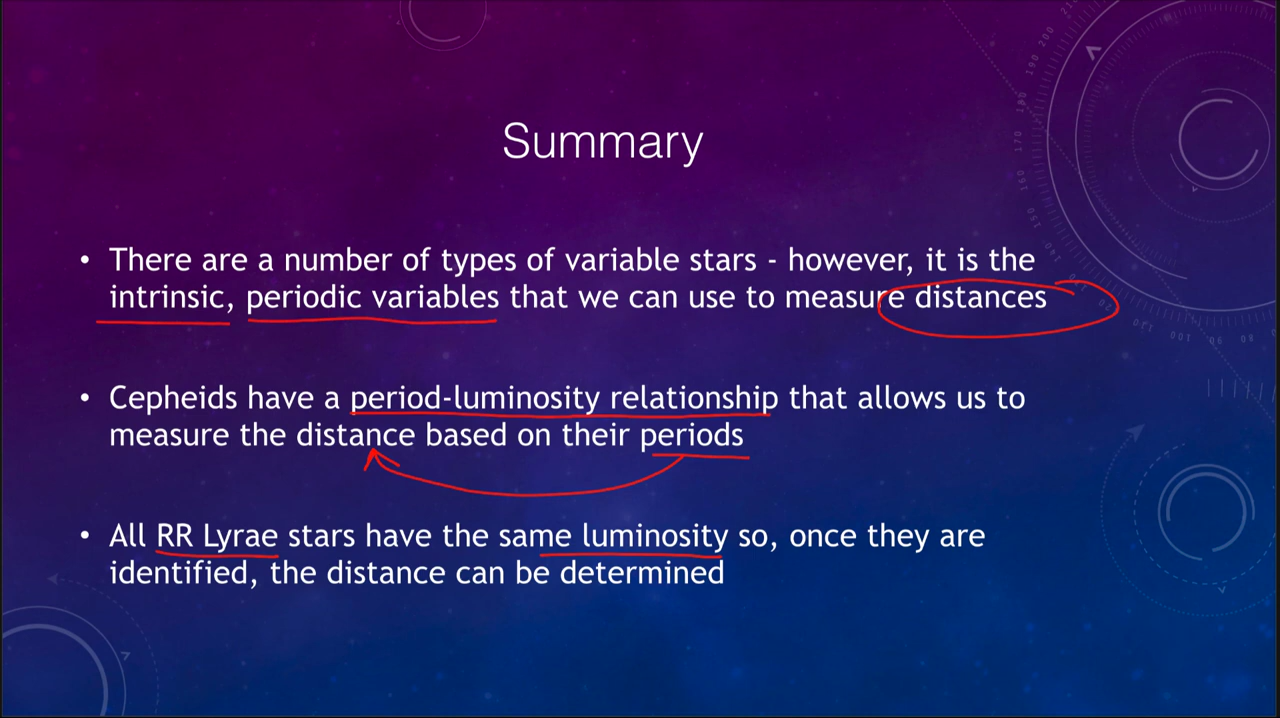 Summary
• There are a number of types of variable stars - however, it is the
intrinsic, periodic variables that we can use to measure distances
• Cepheids have a period-luminosity relationship that allows us to
measure the distance based on their periods
• All RR Lyrae stars have the same luminosity so, once they are
identified, the distance can be determined